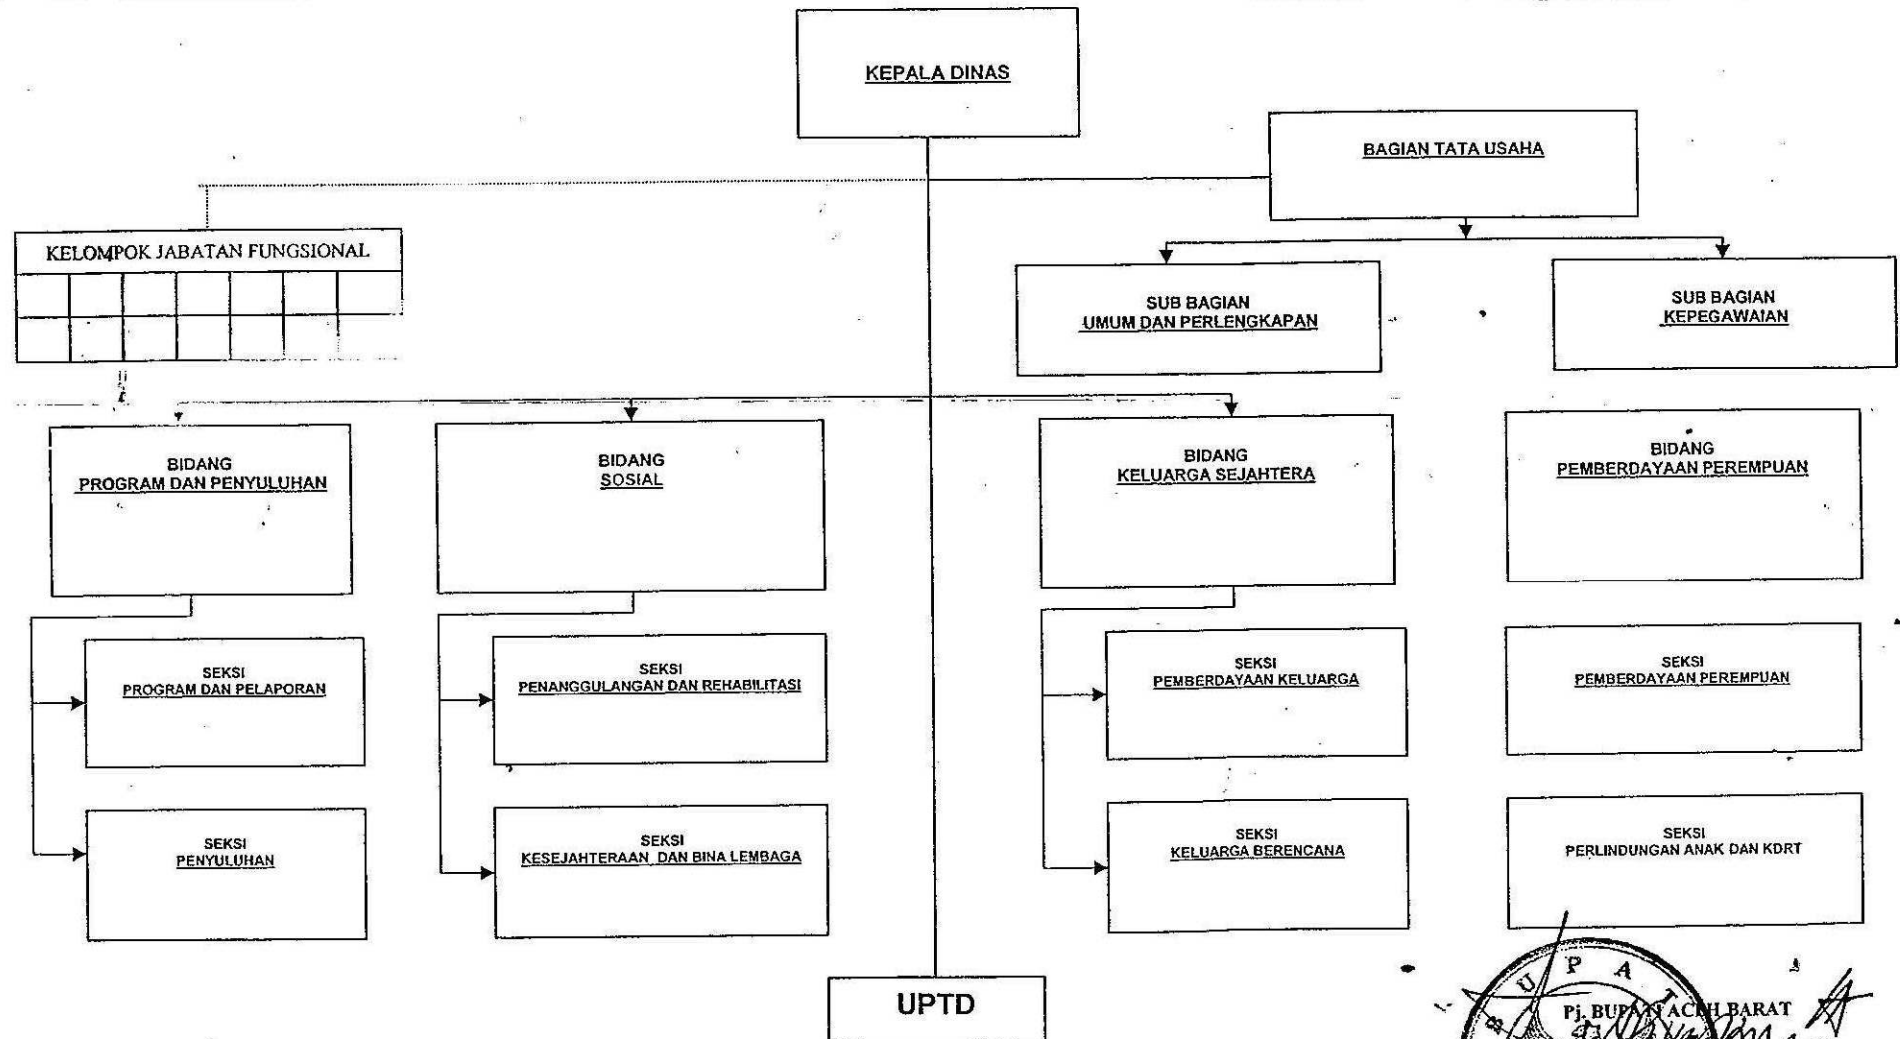 KEPALA DINAS
BAGIAN TATA USAHA
KELOMPOK JABATAN FUNGSIONAL
SUB BAGIAN
UMUM DAN PERLENGKAPAN
SUB BAGIAN
KEPEGAWAIAN
BIDANG
PROGRAM DAN PENYULUHAN
BIDANG
SOSIAL
BIDANG
KELUARGA SEJAHTERA
BIDANG
PEMBERDAYAAN PEREMPUAN
SEKSI
PROGRAM DAN PELAPORAN
SEKSI
PENANGGULANGAN DAN REHABILITASI
SEKSI
PEMBERDAYAAN KELUARGA
SEKSI
PEMBERDAYAAN PEREMPUAN
SEKSI
PENYULUHAN
SEKSI
KESEJAHTERAAN DAN BINA LEMBAGA
SEKSI
KELUARGA BERENCANA
SEKSI
PERLINDUNGAN ANAK DAN KDRT
UPTD
BUPAT
Pj. BUPATI ACEH BARAT